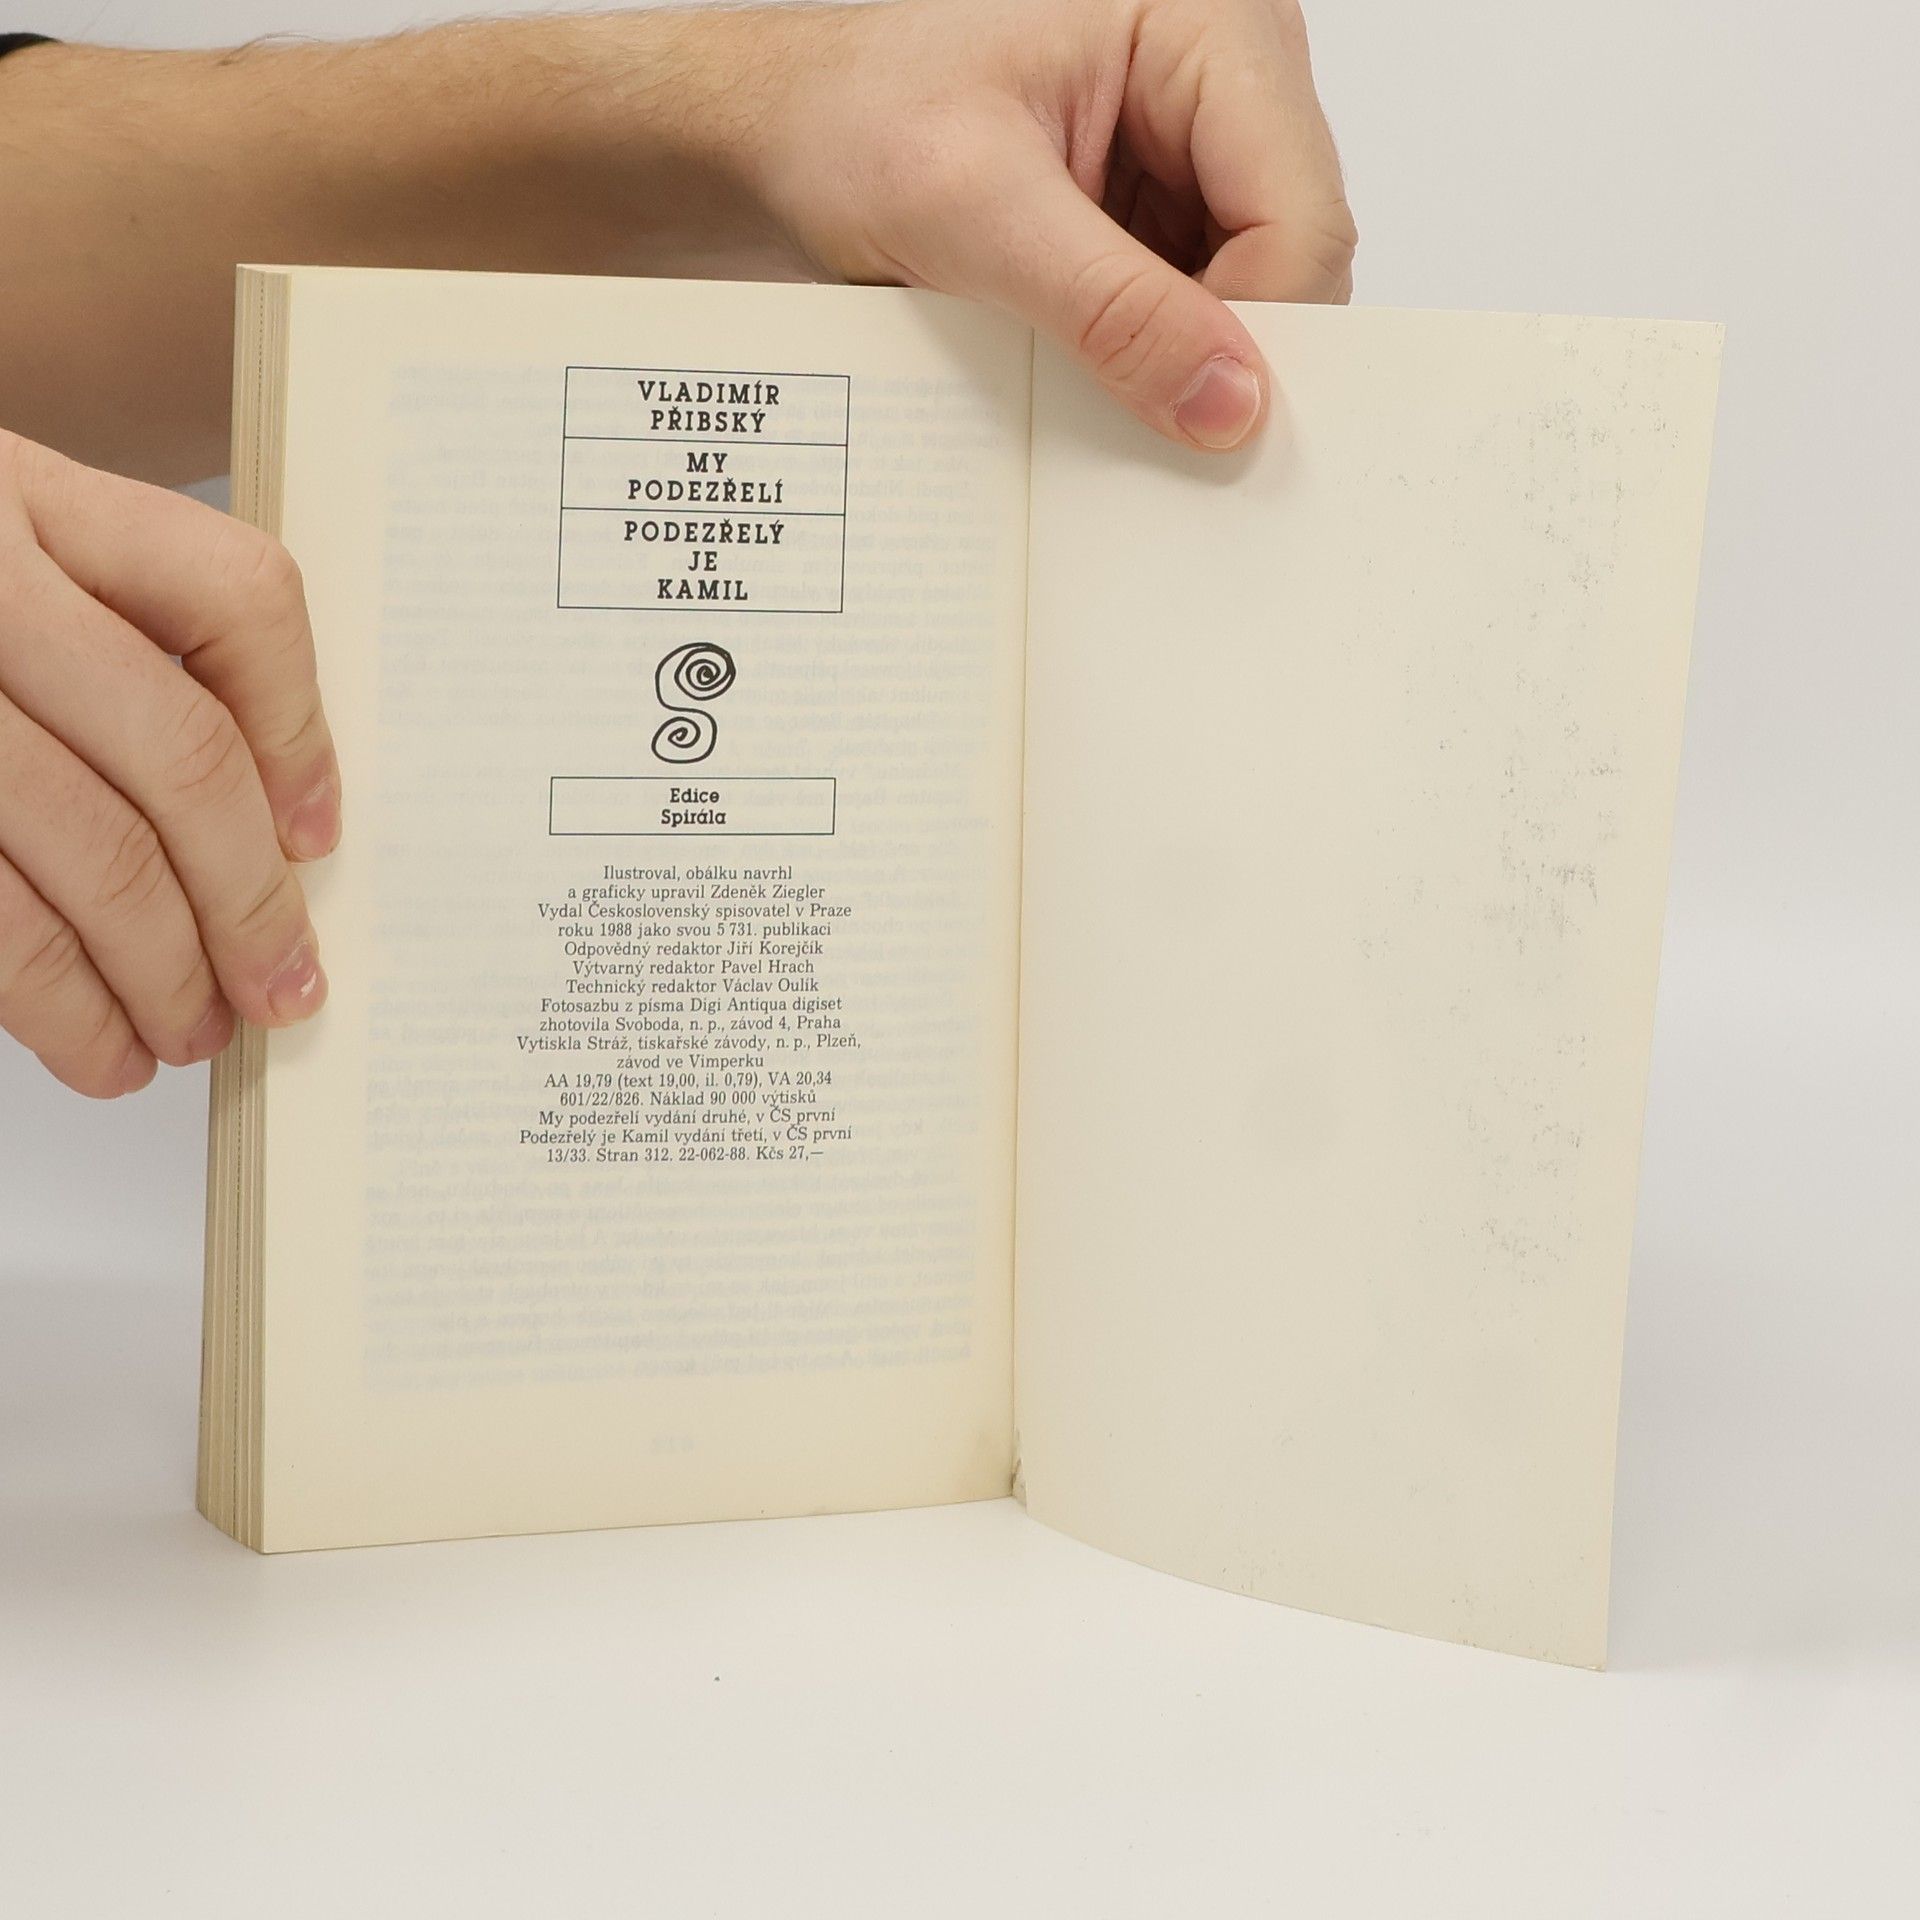 VLADIMÍR
PŘIBSKÝ
MY
PODEZŘELÍ
PODEZŘELÝ
JE
KAMIL
Edice
Spirála
Ilustroval, obálku navrhl
a graficky upravil Zdeněk Ziegler
Vydal Československý spisovatel v Praze
roku 1988 jako svou 5 731. publikaci
Odpovědný redaktor Jiří Korejčík
Výtvarný redaktor Pavel Hrach
Technický redaktor Václav Oulík
Fotosazbu z písma Digi Antiqua digiset
zhotovila Svoboda, n. p., závod 4, Praha
Vytiskla Stráž, tiskařské závody, n. p., Plzeň,
závod ve Vimperku
AA 19,79 (text 19,00, il. 0,79), VA 20,34
601/22/826. Náklad 90 000 výtisků
My podezřelí vydání druhé, v ČS první
Podezřelý je Kamil vydání třetí, v ČS první
13/33. Stran 312. 22-062-88. Kčs 27,—